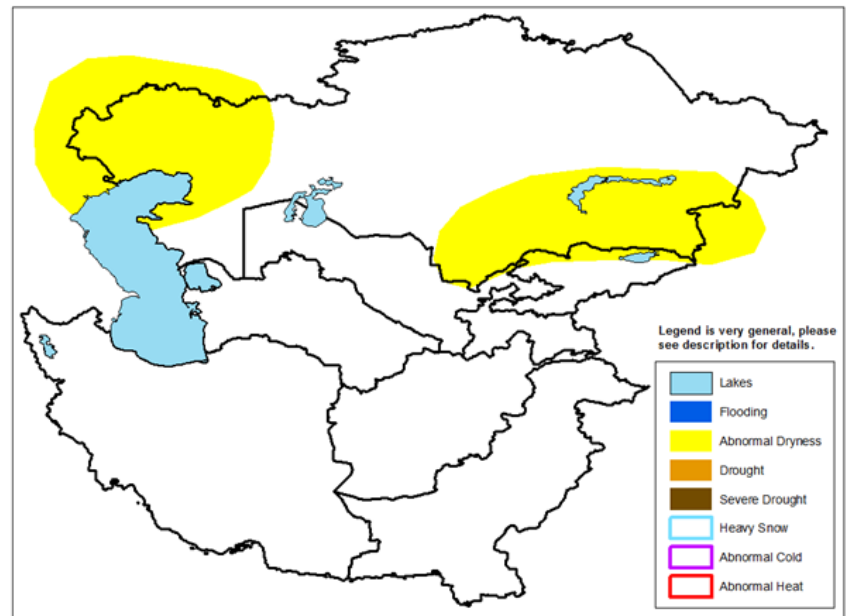 Legend is very general, please
see description for details.
Lakes
Flooding
Abnormal Dryness
Drought
Severe Drought
Heavy Snow
Abnormal Cold
Abnormal Heat